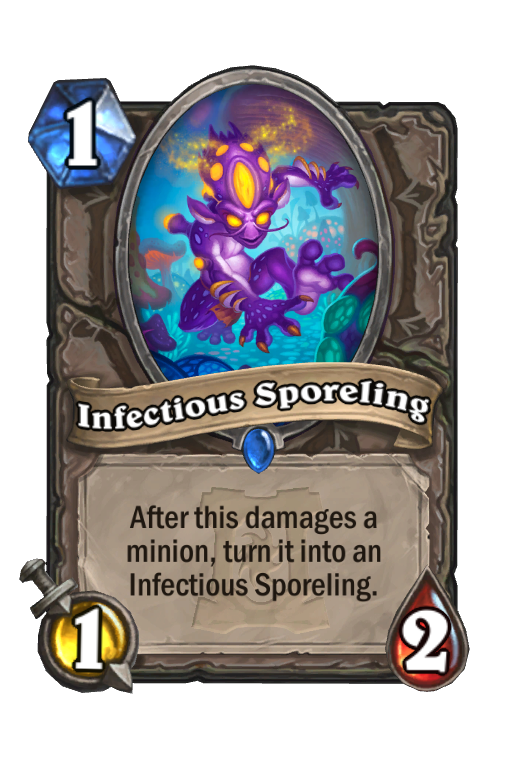 1
Infectious Sporeling
After this damages a
minion, turn it into an
Infectious Sporeling.
1
2